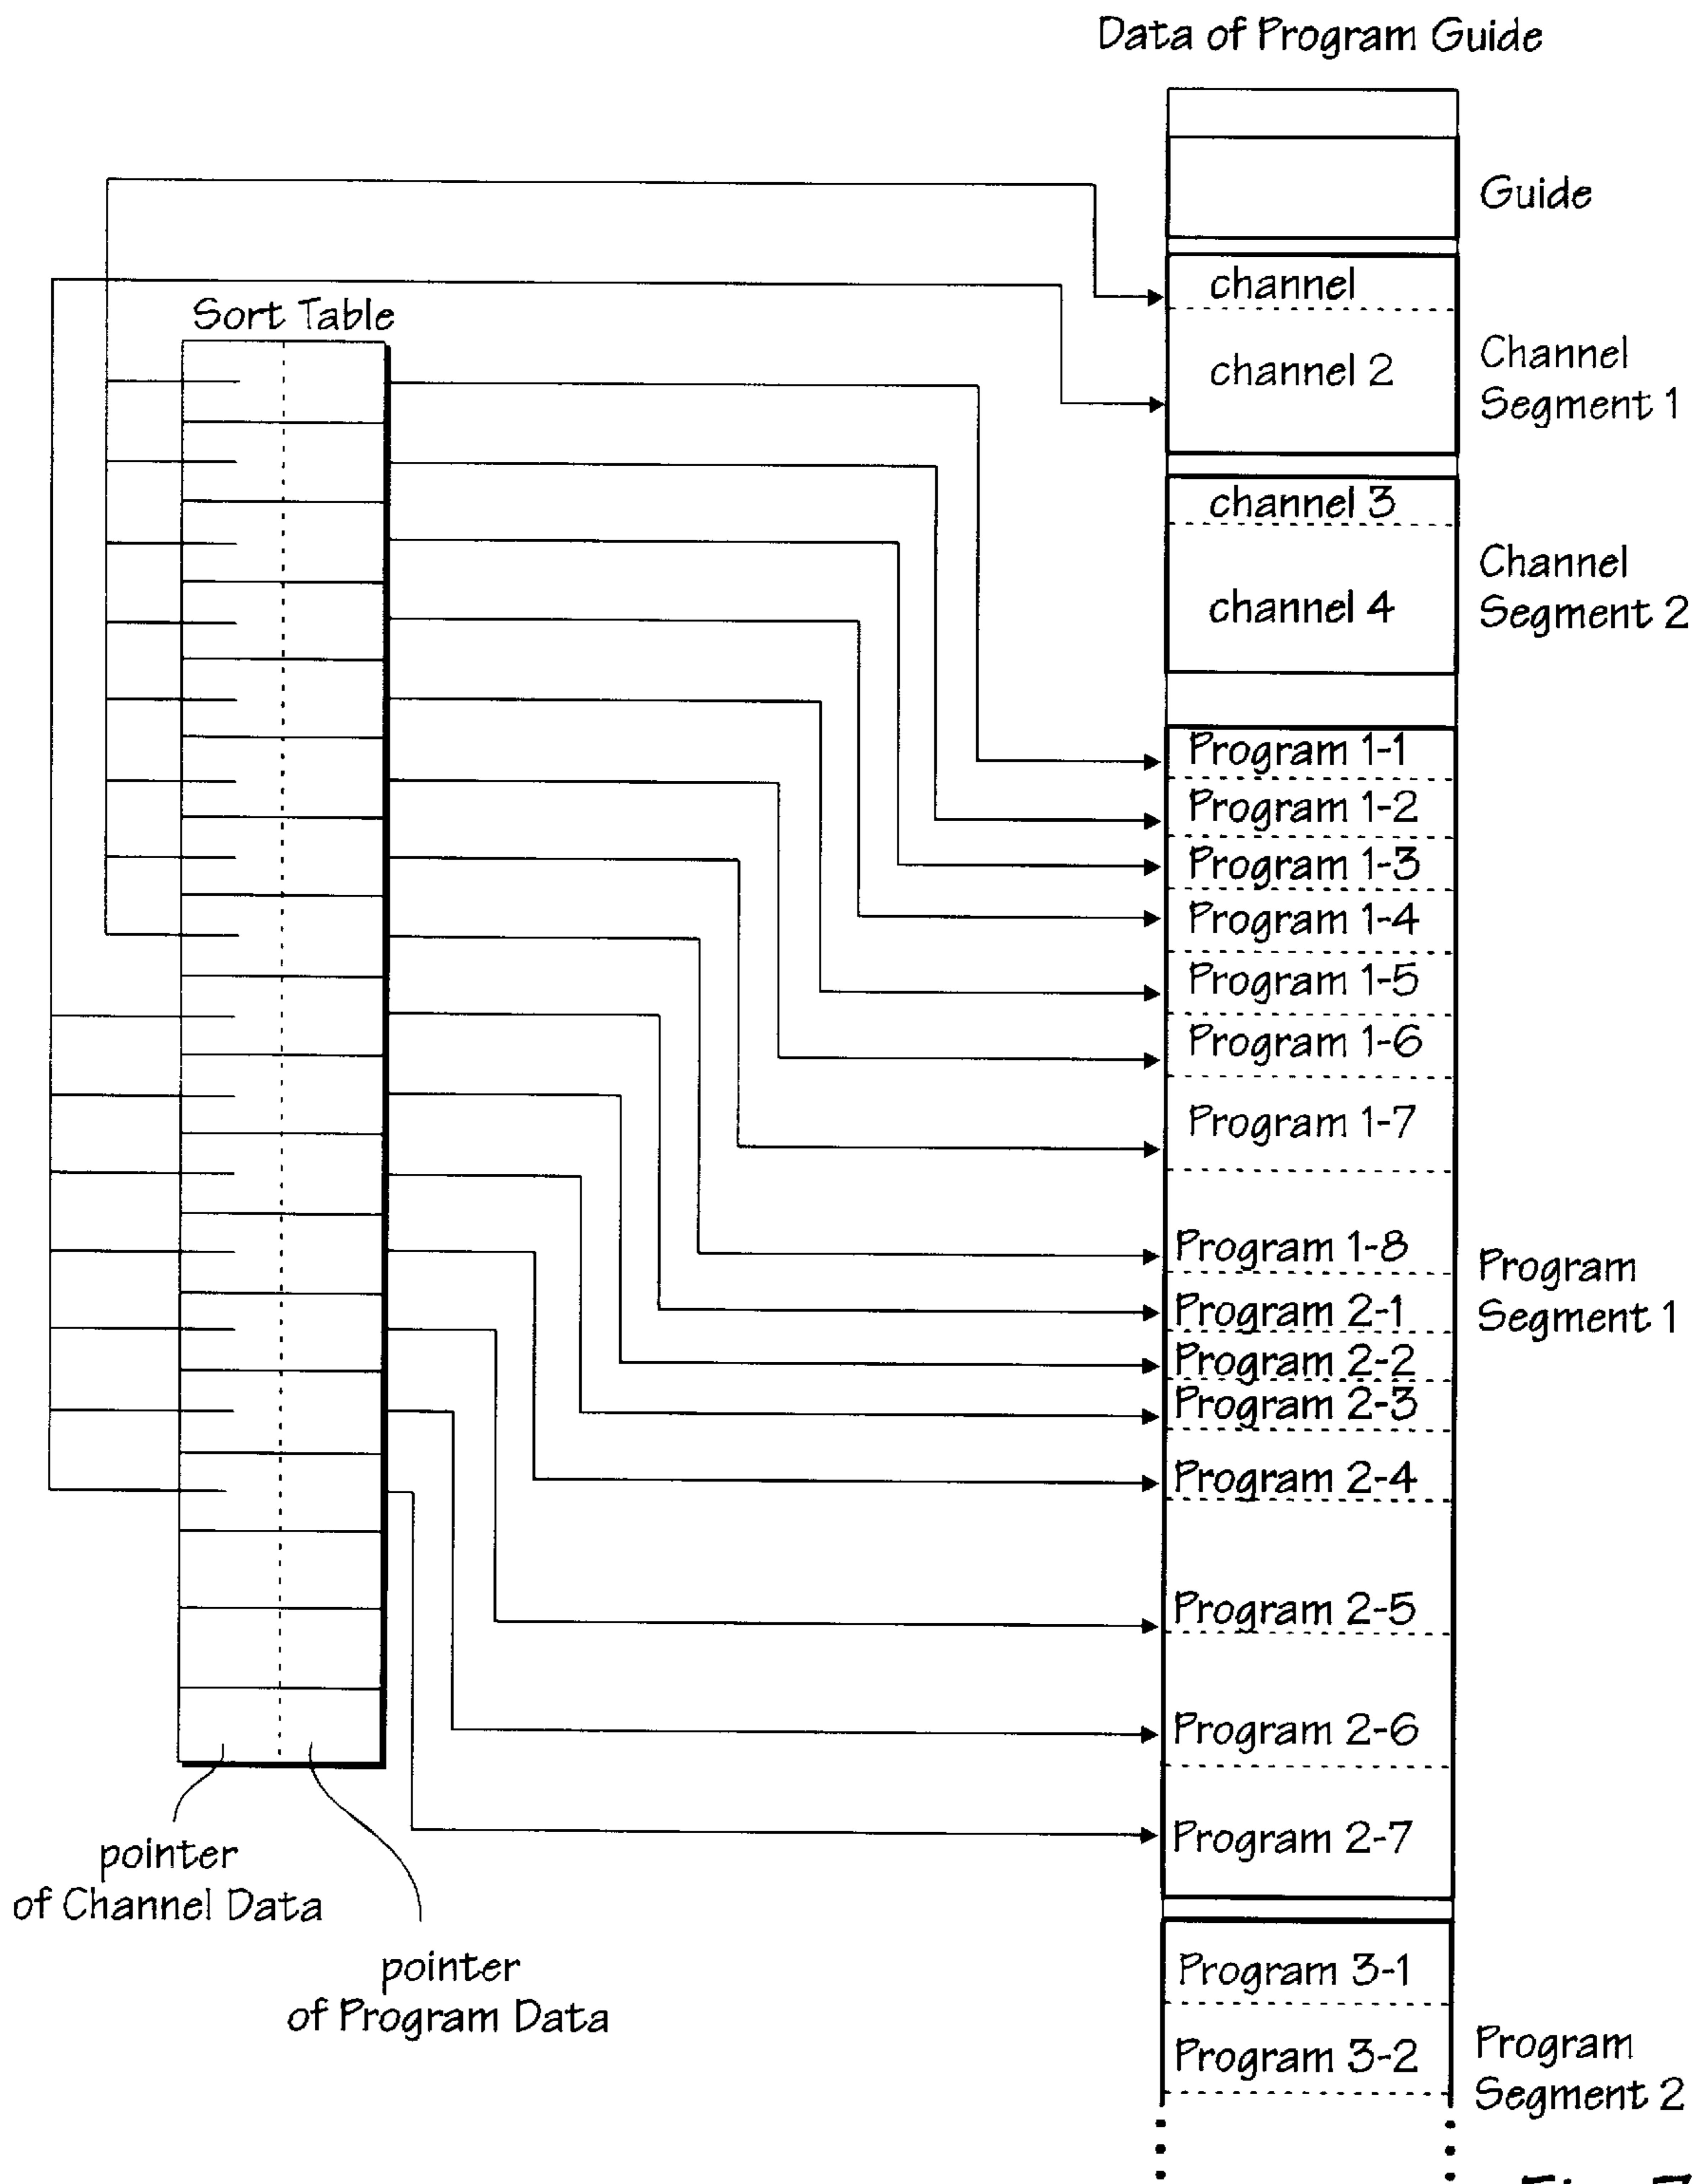 Data of Program Guide
Guide
channel
channel 2
Channel
Segment 1
Sort Table
channel 3
channel 4
Channel
Segment 2
Program 1-1
Program 1-2
Program 1-3
Program 1-4
Program 1-5
Program 1-6
Program 1-7
Program 1-8
Program 2-1
Program 2-2
Program 2-3
Program 2-4
Program 2-5
Program 2-6
Program 2-7
Program
Segment 1
pointer
of Channel Data
pointer
of Program Data
Program 3-1
Program 3-2
Program
Segment 2